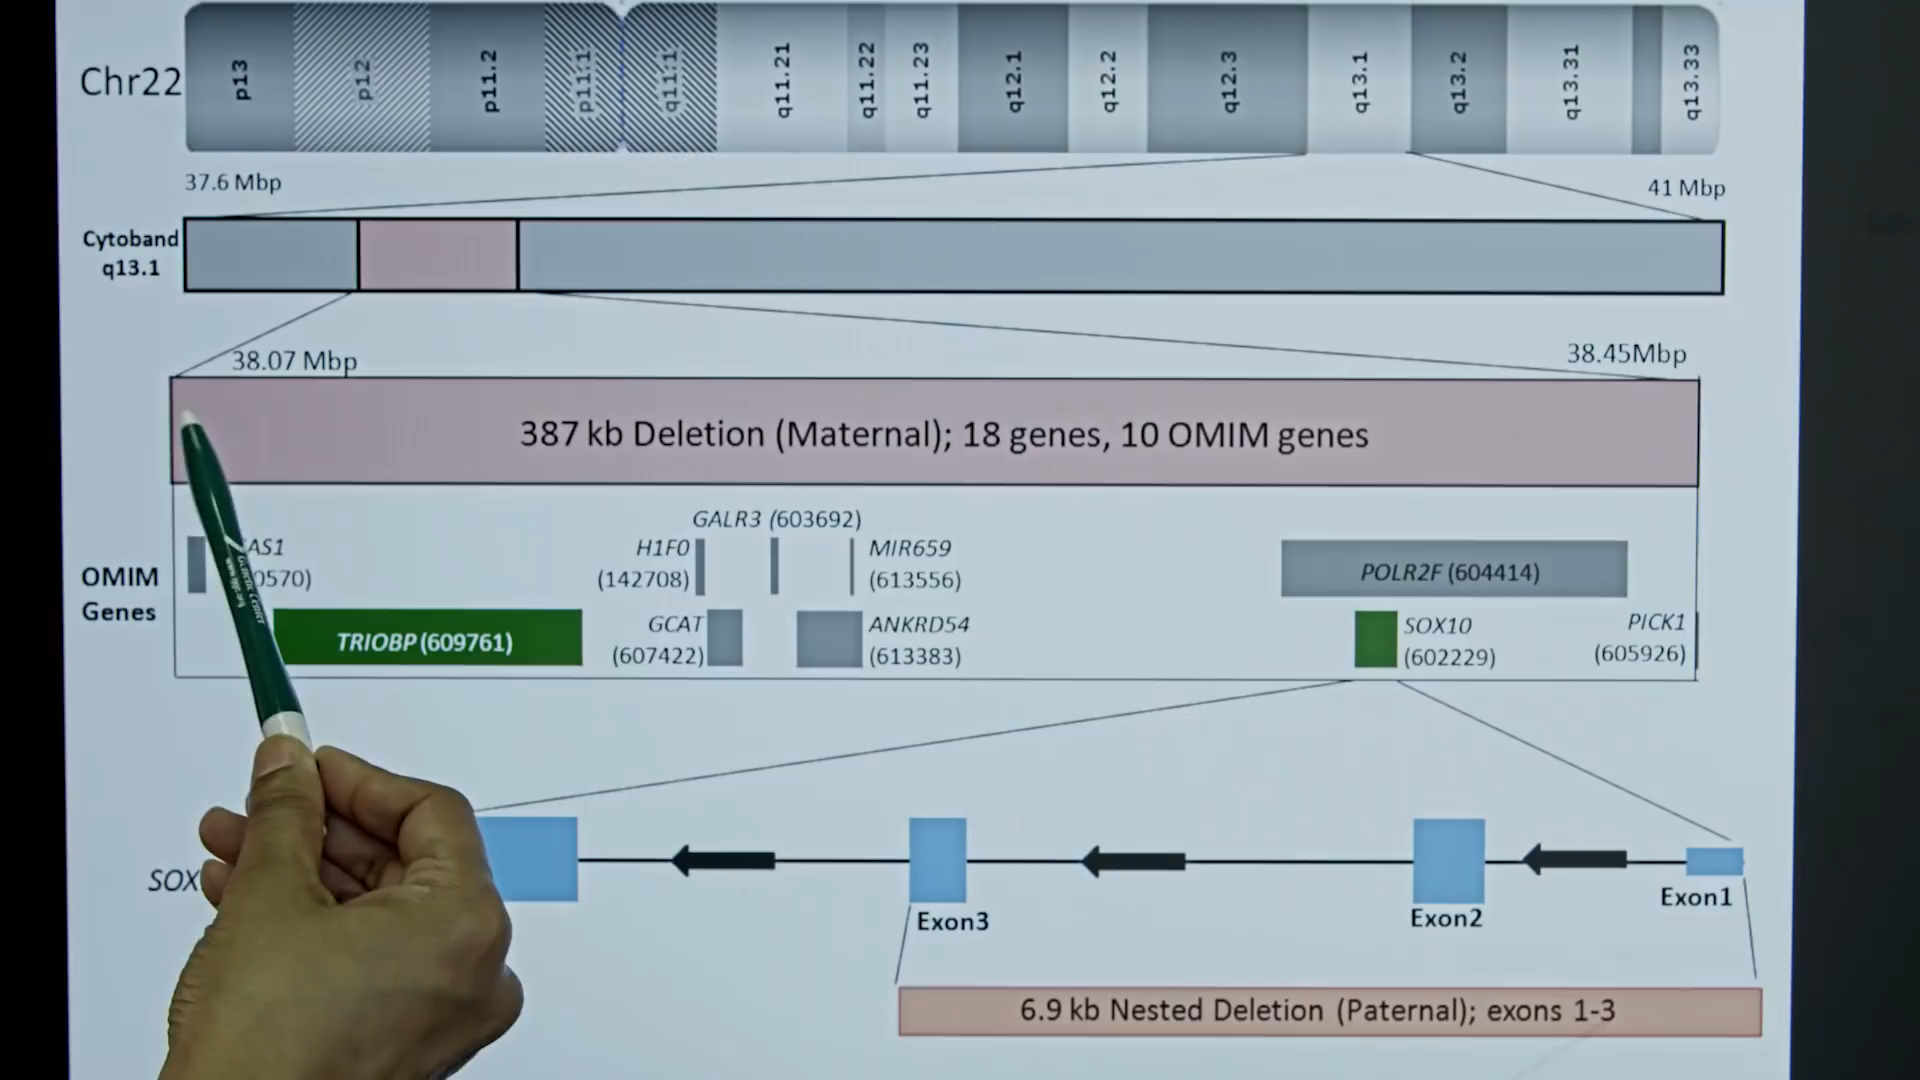 Chr22
p13
p12
p11.2
p11.1
q11.1
q11.21
q11.22
q11.23
q12.1
q12.2
q12.3
q13.1
q13.2
q13.31
q13.33
37.6 Mbp
41 Mbp
Cytoband
q13.1
38.07 Mbp
38.45Mbp
387 kb Deletion (Maternal); 18 genes, 10 OMIM genes
OMIM
Genes
AS1
0570)
H1F0
(142708)
GALR3 (603692)
MIR659
(613556)
POLR2F (604414)
TRIOBP (609761)
GCAT
(607422)
ANKRD54
(613383)
SOX10
(602229)
PICK1
(605926)
SOX
Exon3
Exon2
Exon1
6.9 kb Nested Deletion (Paternal); exons 1-3